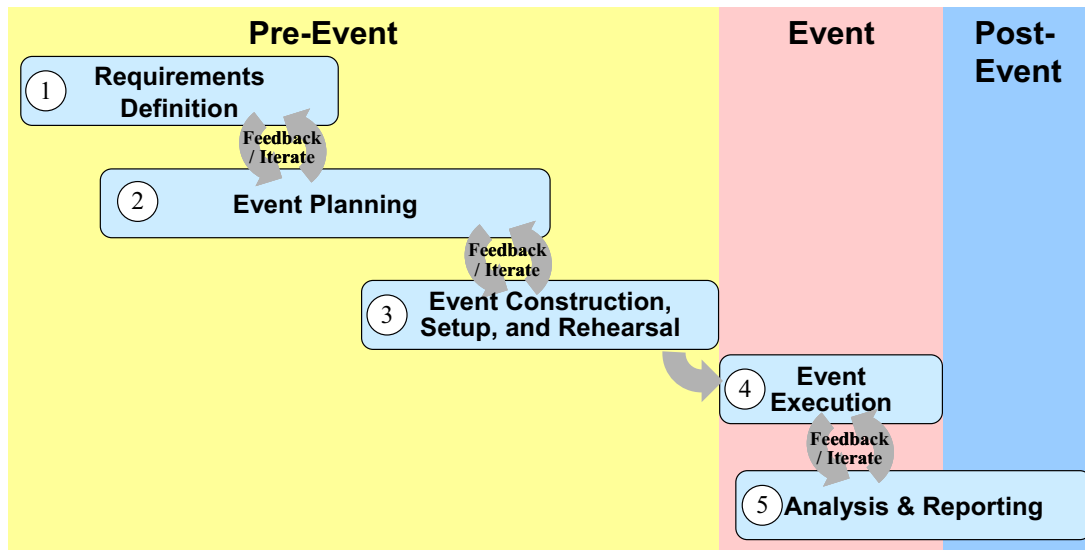 Pre-Event
Event
Post-
Event
1
Requirements
Definition
Feedback
/ Iterate
2
Event Planning
Feedback
/ Iterate
3
Event Construction,
Setup, and Rehearsal
4
Event
Execution
Feedback
/ Iterate
5
Analysis & Reporting